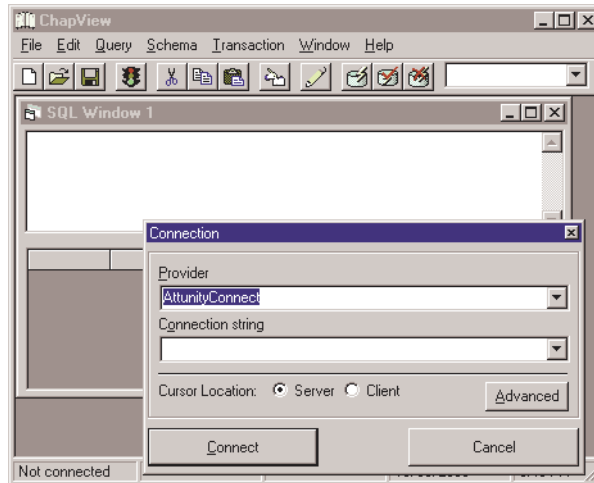 ChapView
File Edit Query Schema Transaction Window Help
SQL Window 1
Connection
Provider
AttunityConnect
Connection string
Cursor Location: Server Client
Advanced
Connect Cancel
Not connected